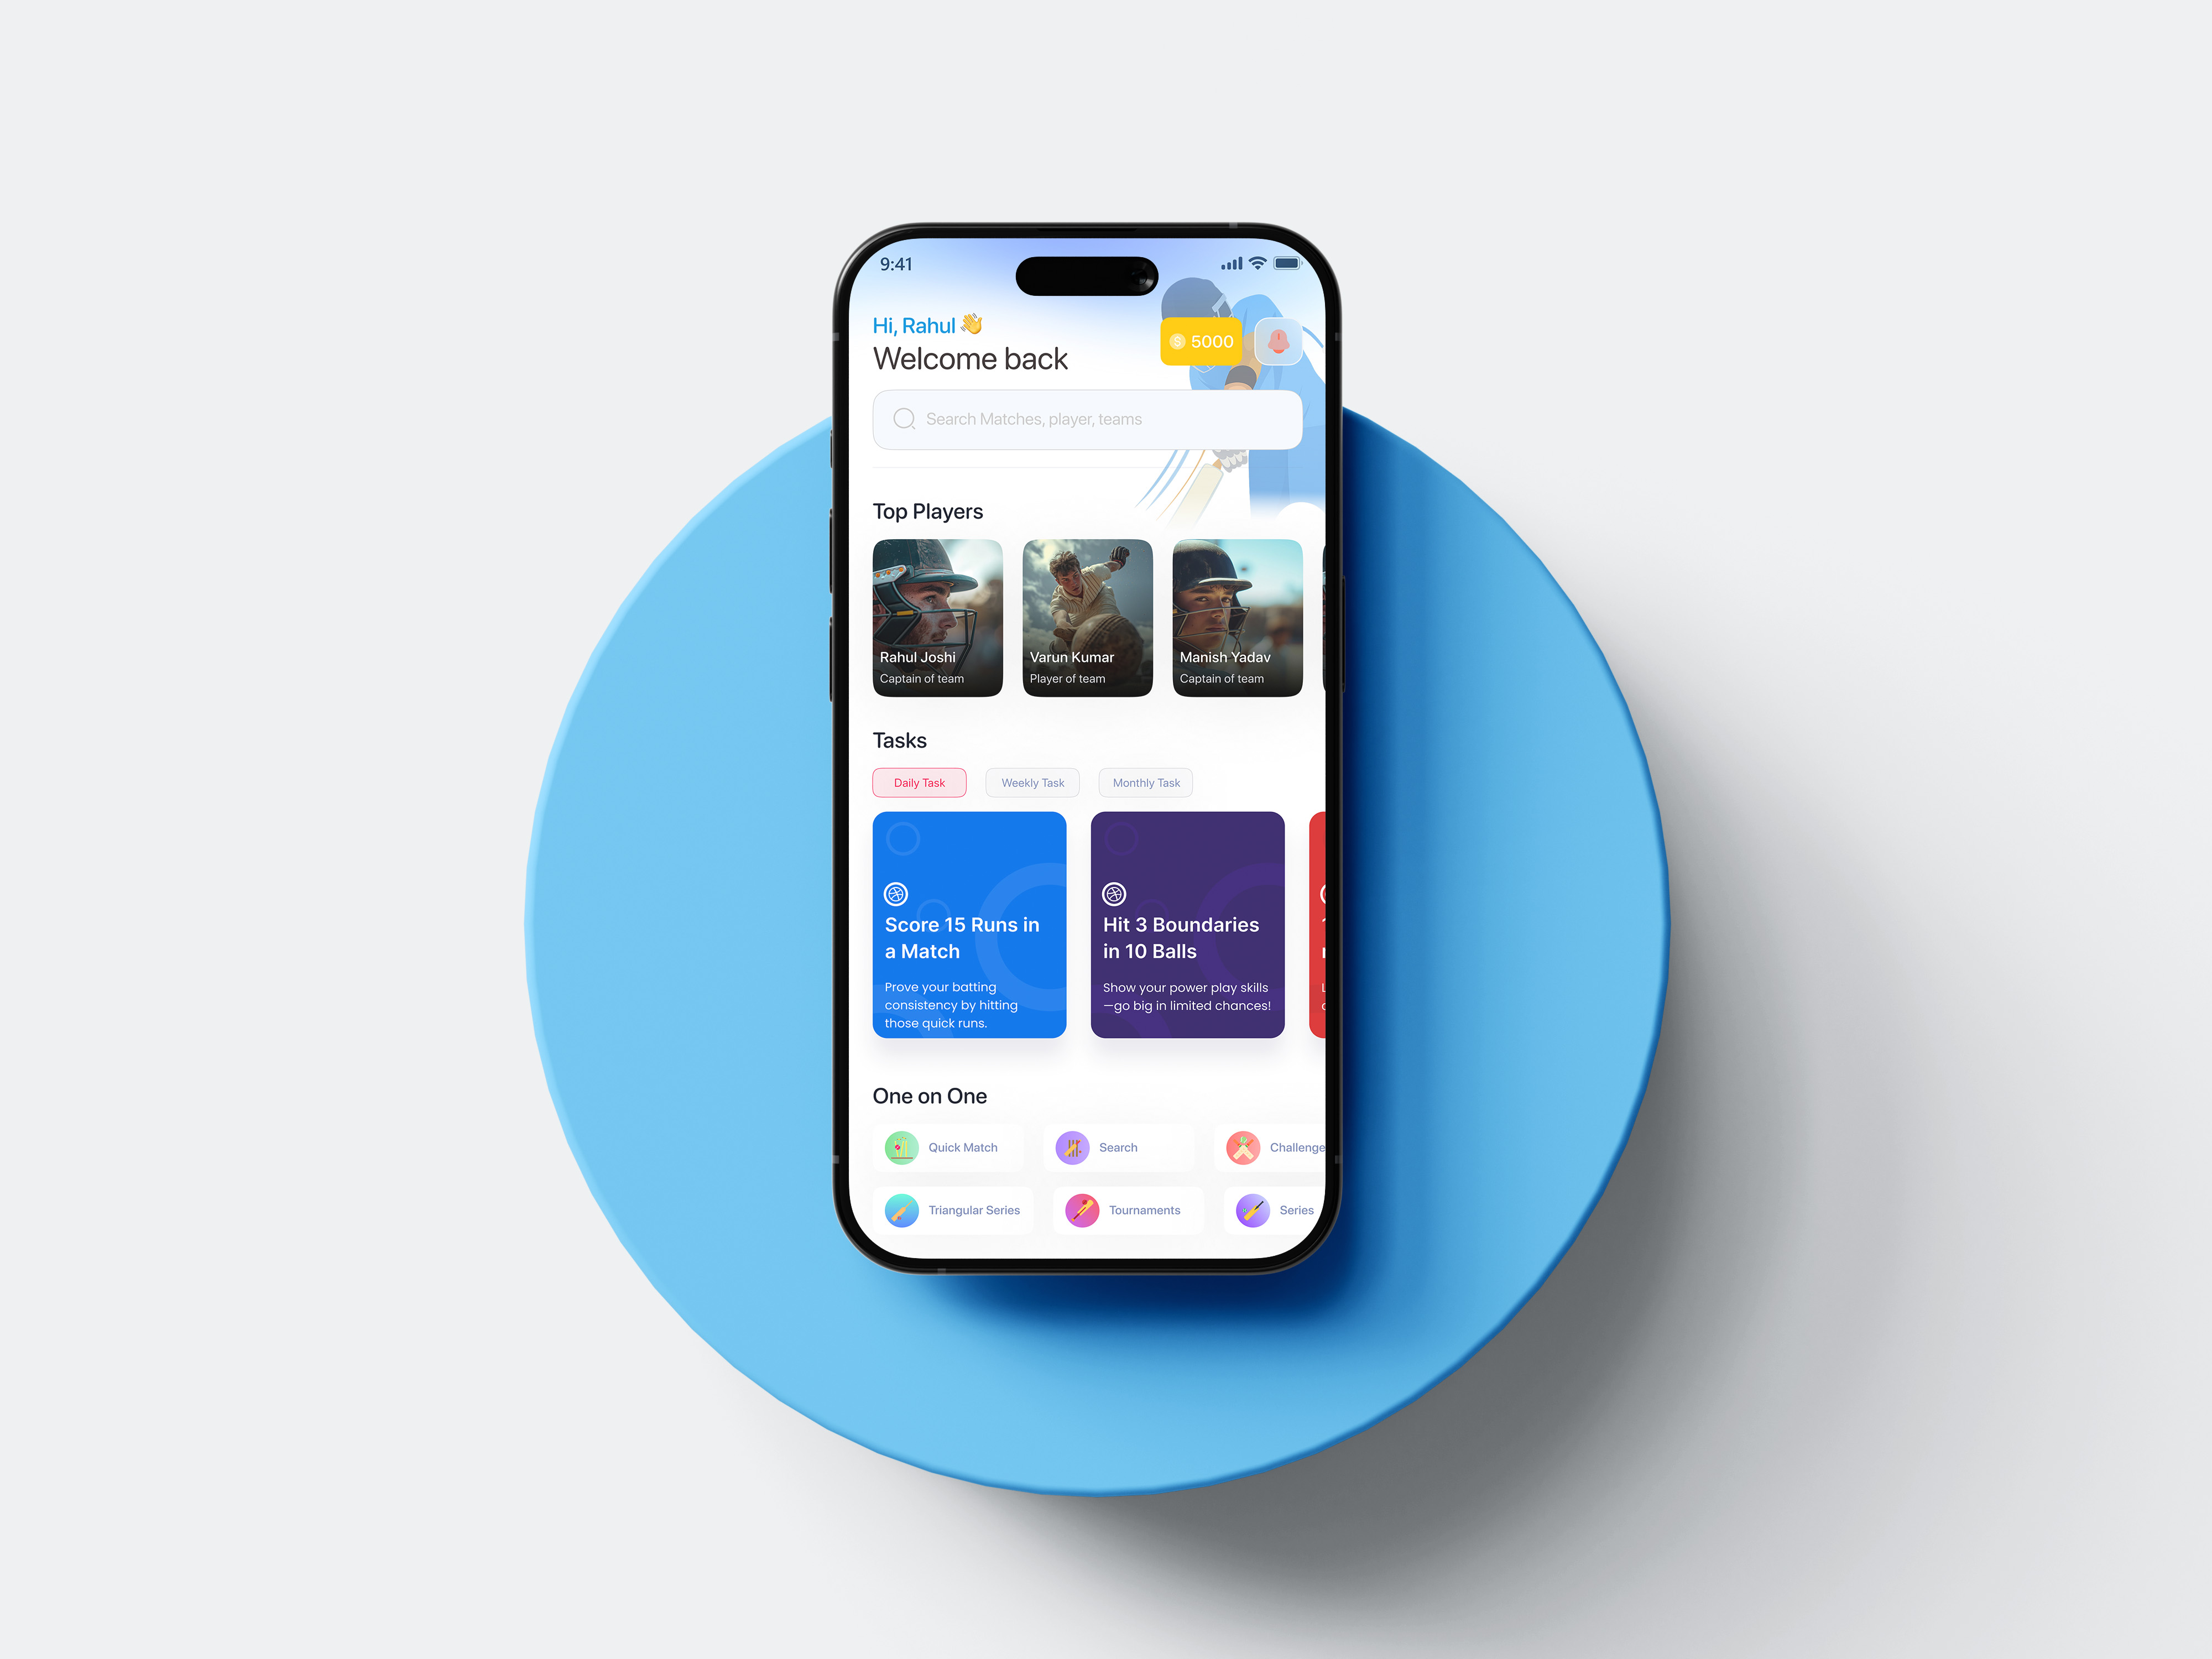 9:41
Hi, Rahul 👋
Welcome back
$ 5000
Search Matches, player, teams
Top Players
Rahul Joshi
Captain of team
Varun Kumar
Player of team
Manish Yadav
Captain of team
Tasks
Daily Task
Weekly Task
Monthly Task
Score 15 Runs in
a Match
Prove your batting
consistency by hitting
those quick runs.
Hit 3 Boundaries
in 10 Balls
Show your power play skills
—go big in limited chances!
One on One
Quick Match
Search
Challenge
Triangular Series
Tournaments
Series